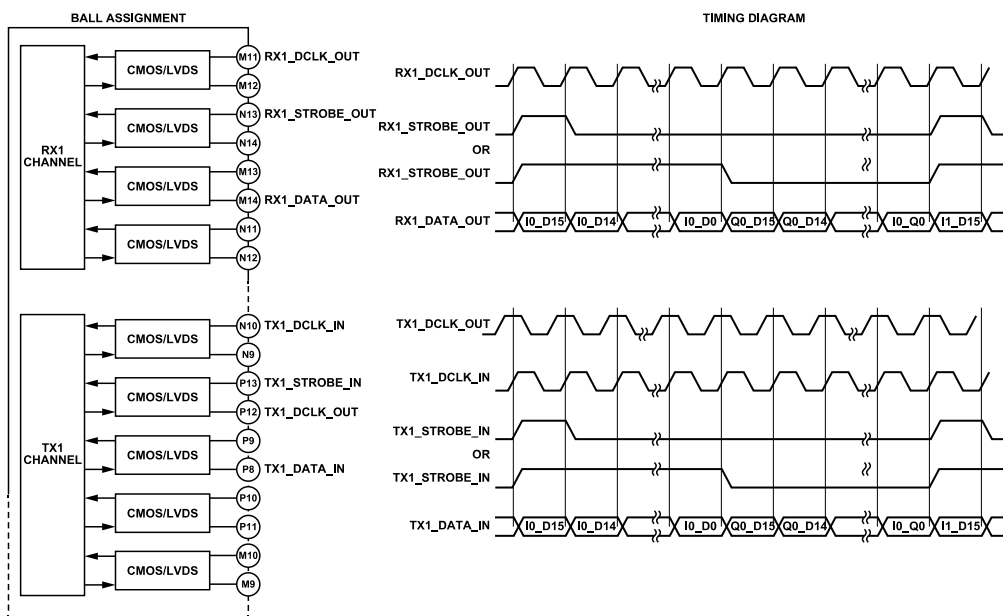 BALL ASSIGNMENT
RX1
CHANNEL
CMOS/LVDS
M11 RX1_DCLK_OUT
M12
CMOS/LVDS
N13 RX1_STROBE_OUT
N14
CMOS/LVDS
M13
M14 RX1_DATA_OUT
CMOS/LVDS
N11
N12
TX1
CHANNEL
CMOS/LVDS
N10 TX1_DCLK_IN
N9
CMOS/LVDS
P13 TX1_STROBE_IN
P12 TX1_DCLK_OUT
CMOS/LVDS
P9
P8 TX1_DATA_IN
CMOS/LVDS
P10
P11
CMOS/LVDS
M10
M9
TIMING DIAGRAM
RX1_DCLK_OUT
RX1_STROBE_OUT
OR
RX1_STROBE_OUT
RX1_DATA_OUT I0_D15 I0_D14 I0_D0 Q0_D15 Q0_D14 I0_Q0 I1_D15
TX1_DCLK_OUT
TX1_DCLK_IN
TX1_STROBE_IN
OR
TX1_STROBE_IN
TX1_DATA_IN I0_D15 I0_D14 I0_D0 Q0_D15 Q0_D14 I0_Q0 I1_D15